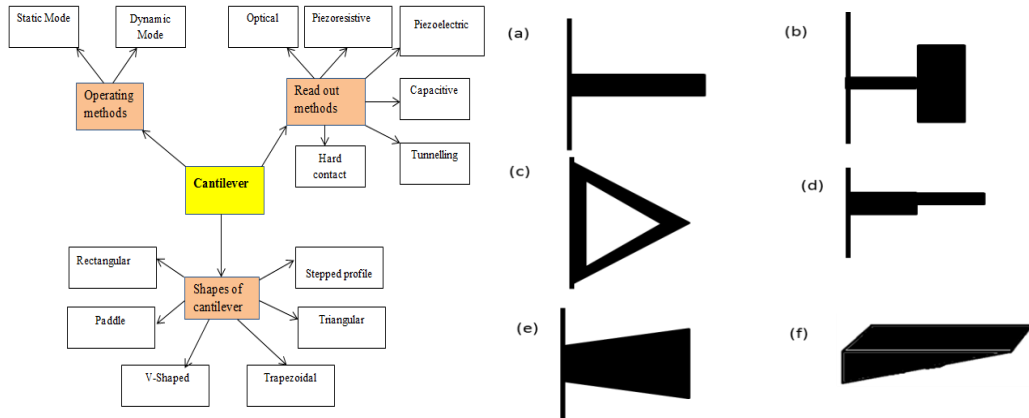 Static Mode
Dynamic
Mode
Optical
Piezoresistive
Piezoelectric
Operating
methods
Read out
methods
Capacitive
Hard
contact
Tunnelling
Cantilever
Rectangular
Stepped profile
Shapes of
cantilever
Paddle
Triangular
V-Shaped
Trapezoidal
(a)
(b)
(c)
(d)
(e)
(f)